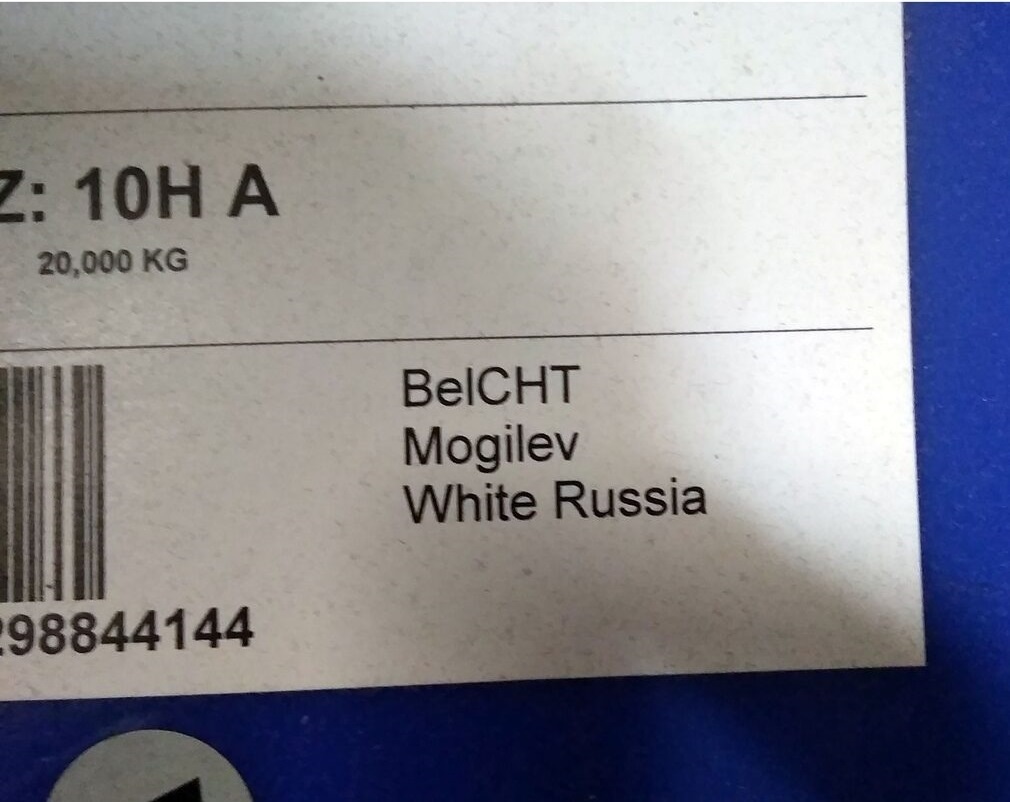 Z: 10H A
20,000 KG
BelCHT
Mogilev
White Russia
298844144